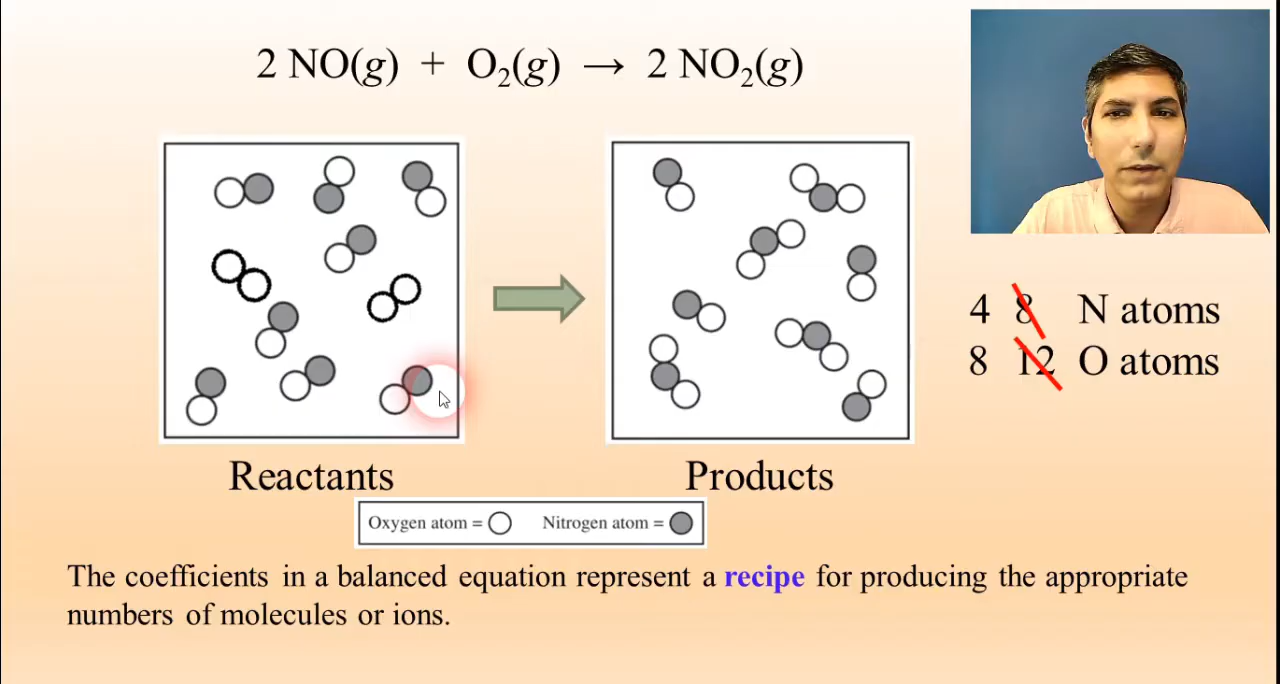 2 NO(g) + O₂(g) → 2 NO₂(g)
4 8 N atoms
8 12 O atoms
Reactants
Products
Oxygen atom = Nitrogen atom =
The coefficients in a balanced equation represent a recipe for producing the appropriate
numbers of molecules or ions.